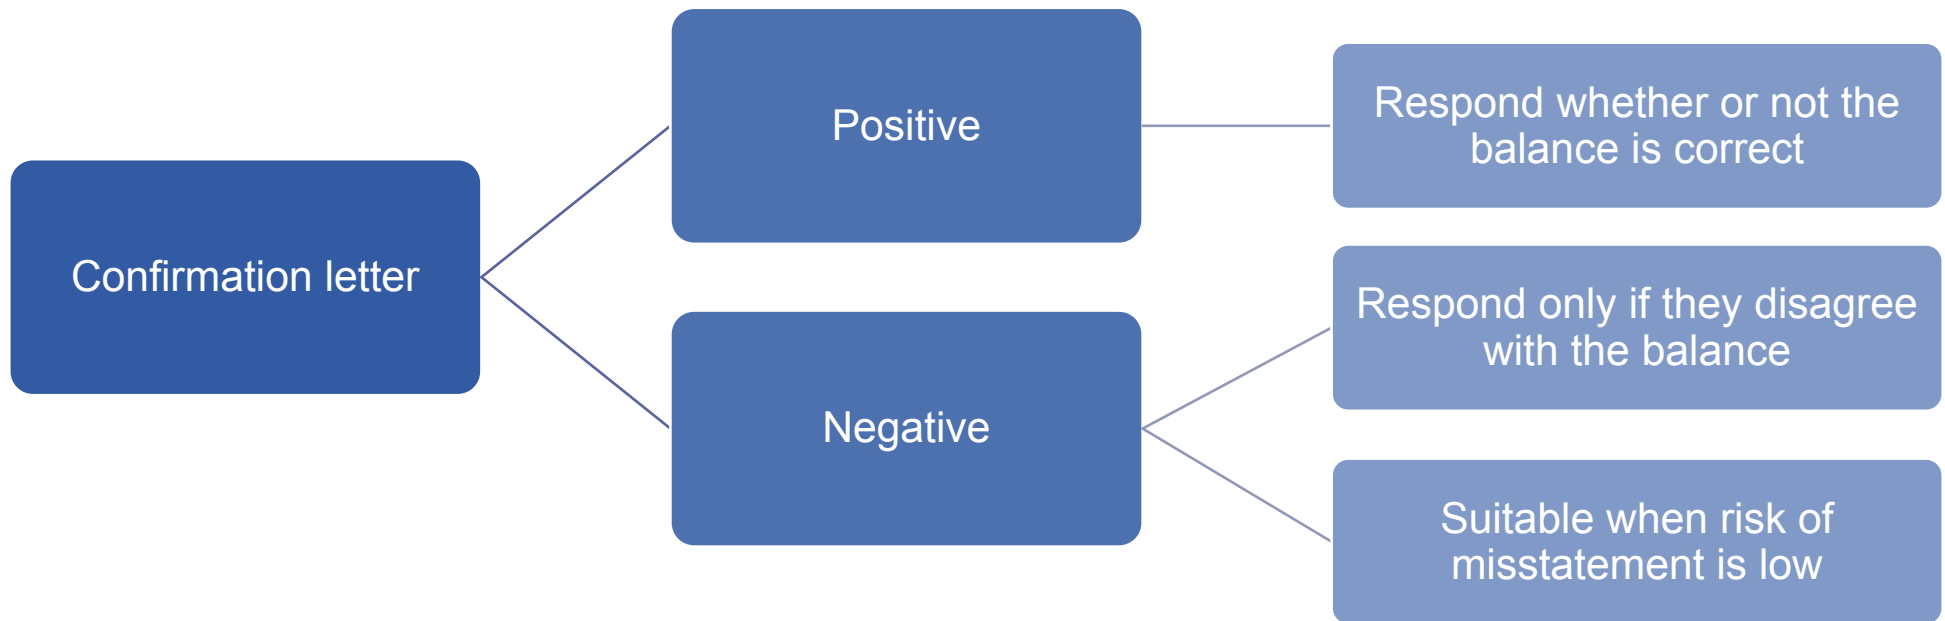 Confirmation letter
Positive
Respond whether or not the
balance is correct
Negative
Respond only if they disagree
with the balance
Suitable when risk of
misstatement is low